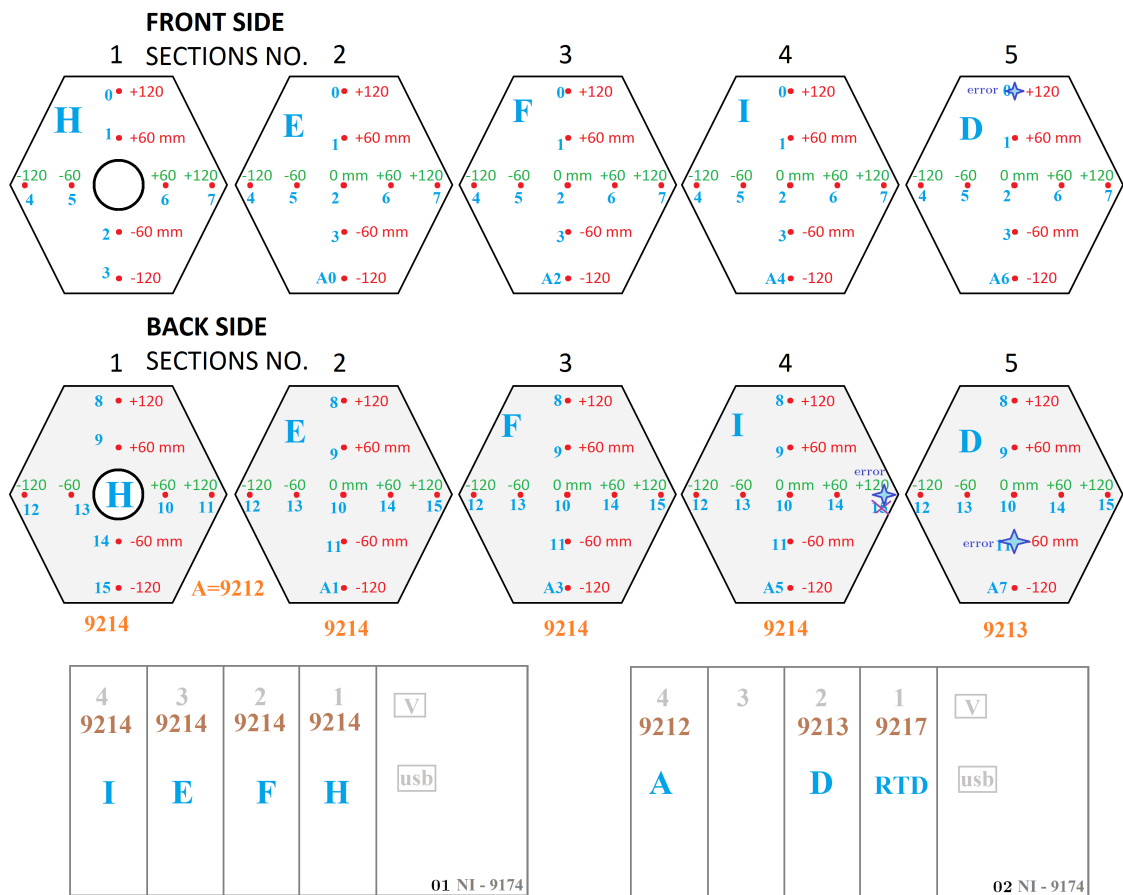 FRONT SIDE
1 SECTIONS NO. 2 3 4 5
0 +120 0 +120 0 +120 0 +120 error 0 +120
H E F I D
1 +60 mm 1 +60 mm 1 +60 mm 1 +60 mm 1 +60 mm
-120 -60 +60 +120 -120 -60 0 mm +60 +120 -120 -60 0 mm +60 +120 -120 -60 0 mm +60 +120 -120 -60 0 mm +60 +120
4 5 6 7 4 5 2 6 7 4 5 2 6 7 4 5 2 6 7 4 5 2 6 7
2 -60 mm 3 -60 mm 3 -60 mm 3 -60 mm 3 -60 mm
3 -120 A0 -120 A2 -120 A4 -120 A6 -120
BACK SIDE
1 SECTIONS NO. 2 3 4 5
8 +120 8 +120 8 +120 8 +120 8 +120
E F I D
9 +60 mm 9 +60 mm 9 +60 mm 9 +60 mm 9 +60 mm
error
-120 -60 +60 +120 -120 -60 0 mm +60 +120 -120 -60 0 mm +60 +120 -120 -60 0 mm +60 +120 -120 -60 0 mm +60 +120
H
12 13 10 11 12 13 10 14 15 12 13 10 14 15 12 13 10 14 12 13 10 14 15
14 -60 mm 11 -60 mm 11 -60 mm 11 -60 mm error 11 60 mm
15 -120 A=9212 A1 -120 A3 -120 A5 -120 A7 -120
9214 9214 9214 9214 9213
4 3 2 1 V 4 3 2 1 V
9214 9214 9214 9214 9212 9213 9217
usb usb
I E F H A D RTD
01 NI - 9174 02 NI - 9174